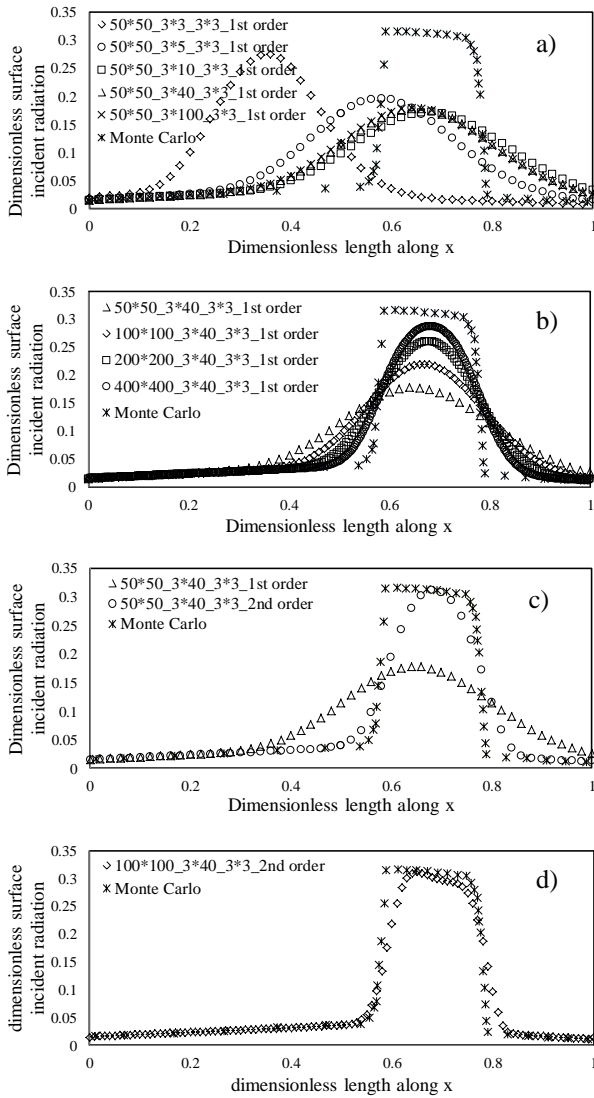 0.35
0.3
0.25
0.2
0.15
0.1
0.05
0
Dimensionless surface
incident radiation
50*50_3*3_3*3_1st order
50*50_3*5_3*3_1st order
50*50_3*10_3*3_1st order
50*50_3*40_3*3_1st order
50*50_3*100_3*3_1st order
Monte Carlo
a)
0 0.2 0.4 0.6 0.8 1
Dimensionless length along x
0.35
0.3
0.25
0.2
0.15
0.1
0.05
0
Dimensionless surface
incident radiation
50*50_3*40_3*3_1st order
100*100_3*40_3*3_1st order
200*200_3*40_3*3_1st order
400*400_3*40_3*3_1st order
Monte Carlo
b)
0 0.2 0.4 0.6 0.8 1
Dimensionless length along x
0.35
0.3
0.25
0.2
0.15
0.1
0.05
0
Dimensionless surface
incident radiation
50*50_3*40_3*3_1st order
50*50_3*40_3*3_2nd order
Monte Carlo
c)
0 0.2 0.4 0.6 0.8 1
Dimensionless length along x
0.35
0.3
0.25
0.2
0.15
0.1
0.05
0
dimensionless surface
incident radiation
100*100_3*40_3*3_2nd order
Monte Carlo
d)
0 0.2 0.4 0.6 0.8 1
dimensionless length along x